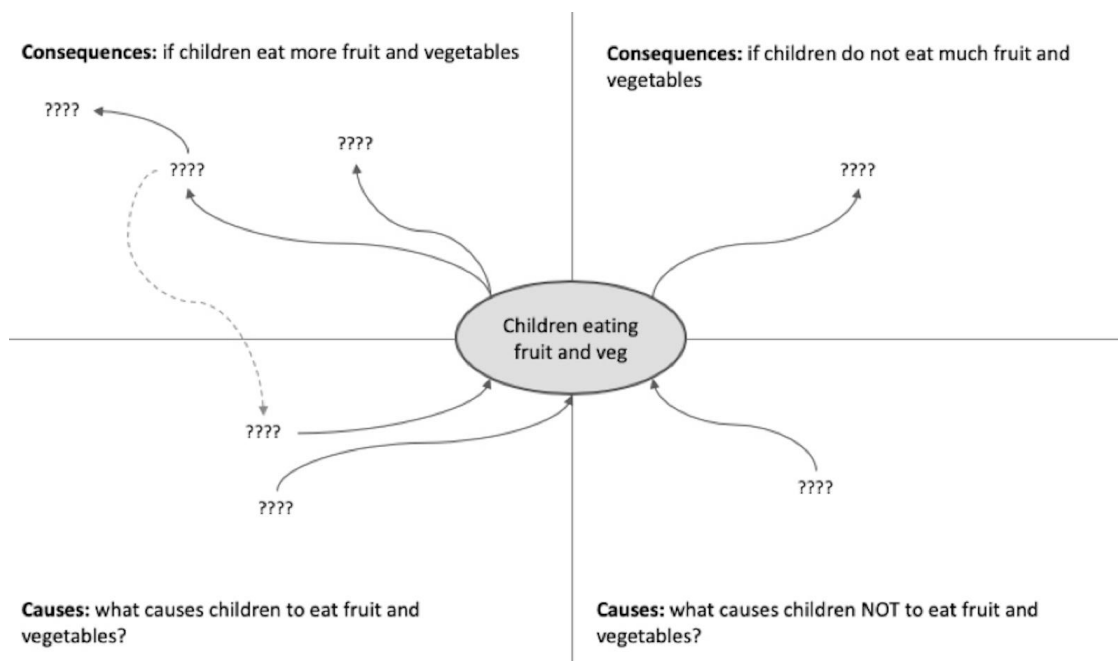 Consequences: if children eat more fruit and vegetables
Consequences: if children do not eat much fruit and
vegetables
????
????
????
????
Children eating
fruit and veg
????
????
????
Causes: what causes children to eat fruit and
vegetables?
Causes: what causes children NOT to eat fruit and
vegetables?